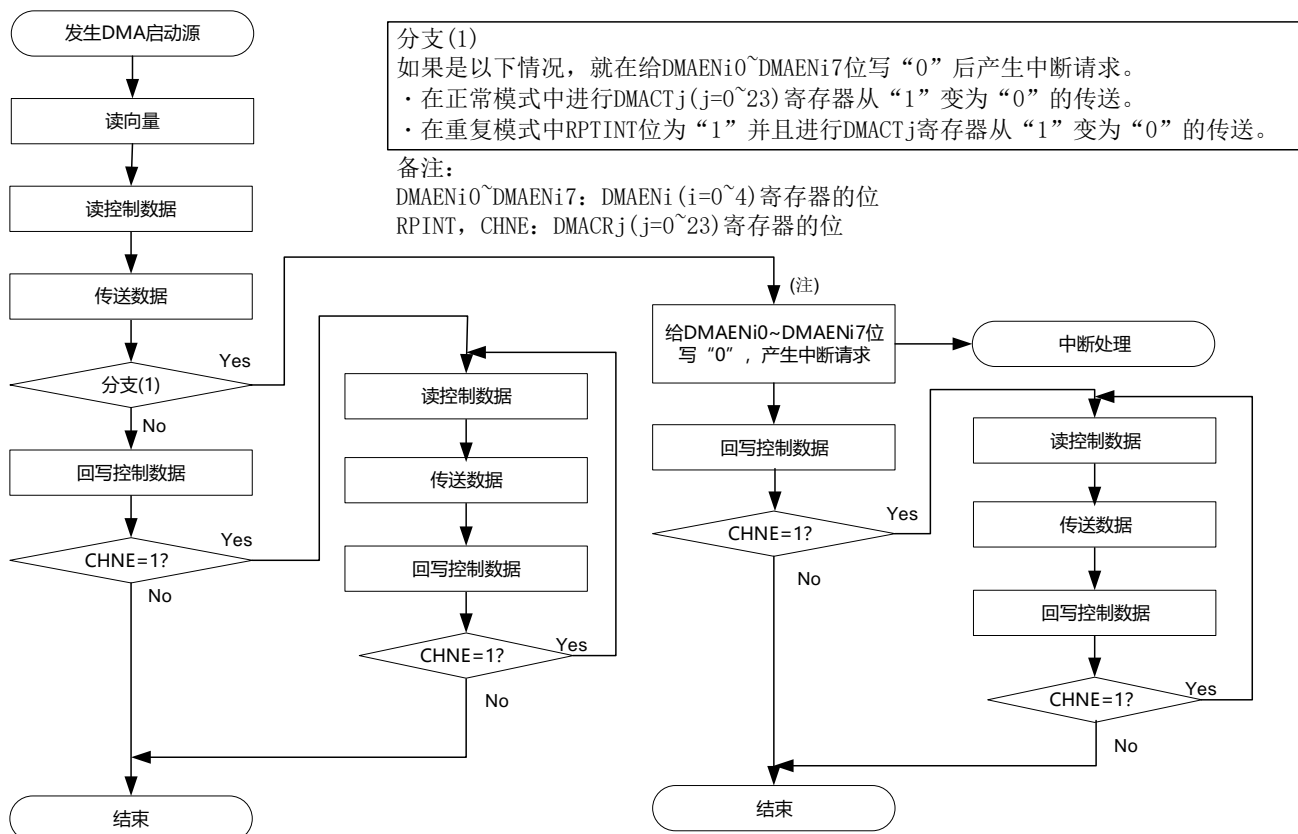 发生DMA启动源
读向量
读控制数据
传送数据
分支(1)
Yes
No
回写控制数据
CHNE=1?
Yes
No
结束
读控制数据
传送数据
回写控制数据
CHNE=1?
Yes
No
分支(1)
如果是以下情况，就在给DMAENi0~DMAENi7位写“0”后产生中断请求。
·在正常模式中进行DMACTj(j=0~23)寄存器从“1”变为“0”的传送。
·在重复模式中RPTINT位为“1”并且进行DMACTj寄存器从“1”变为“0”的传送。
备注：
DMAENi0~DMAENi7：DMAENi(i=0~4)寄存器的位
RPINT，CHNE：DMACRj(j=0~23)寄存器的位
(注)
给DMAENi0~DMAENi7位
写“0”，产生中断请求
中断处理
回写控制数据
CHNE=1?
Yes
No
结束
读控制数据
传送数据
回写控制数据
CHNE=1?
Yes
No